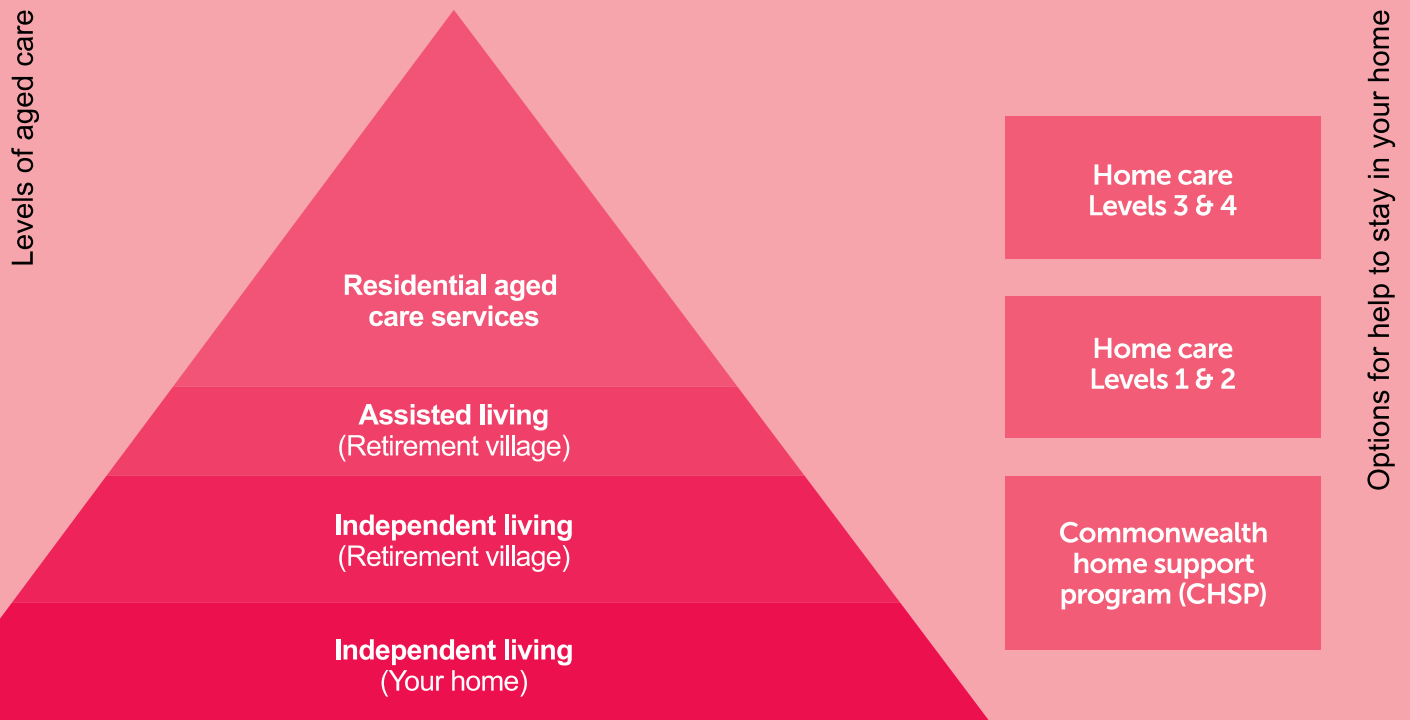 Levels of aged care
Residential aged
care services
Assisted living
(Retirement village)
Independent living
(Retirement village)
Independent living
(Your home)
Home care
Levels 3 & 4
Home care
Levels 1 & 2
Commonwealth
home support
program (CHSP)
Options for help to stay in your home